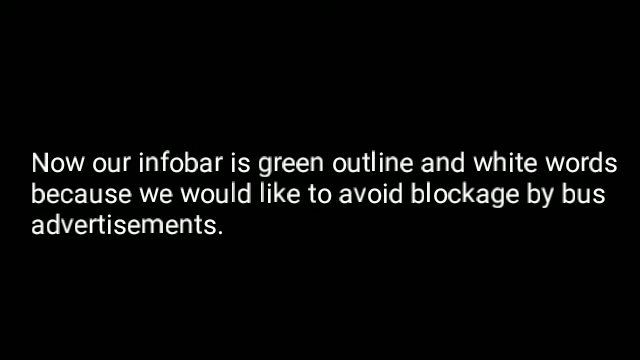 Now our infobar is green outline and white words
because we would like to avoid blockage by bus
advertisements.